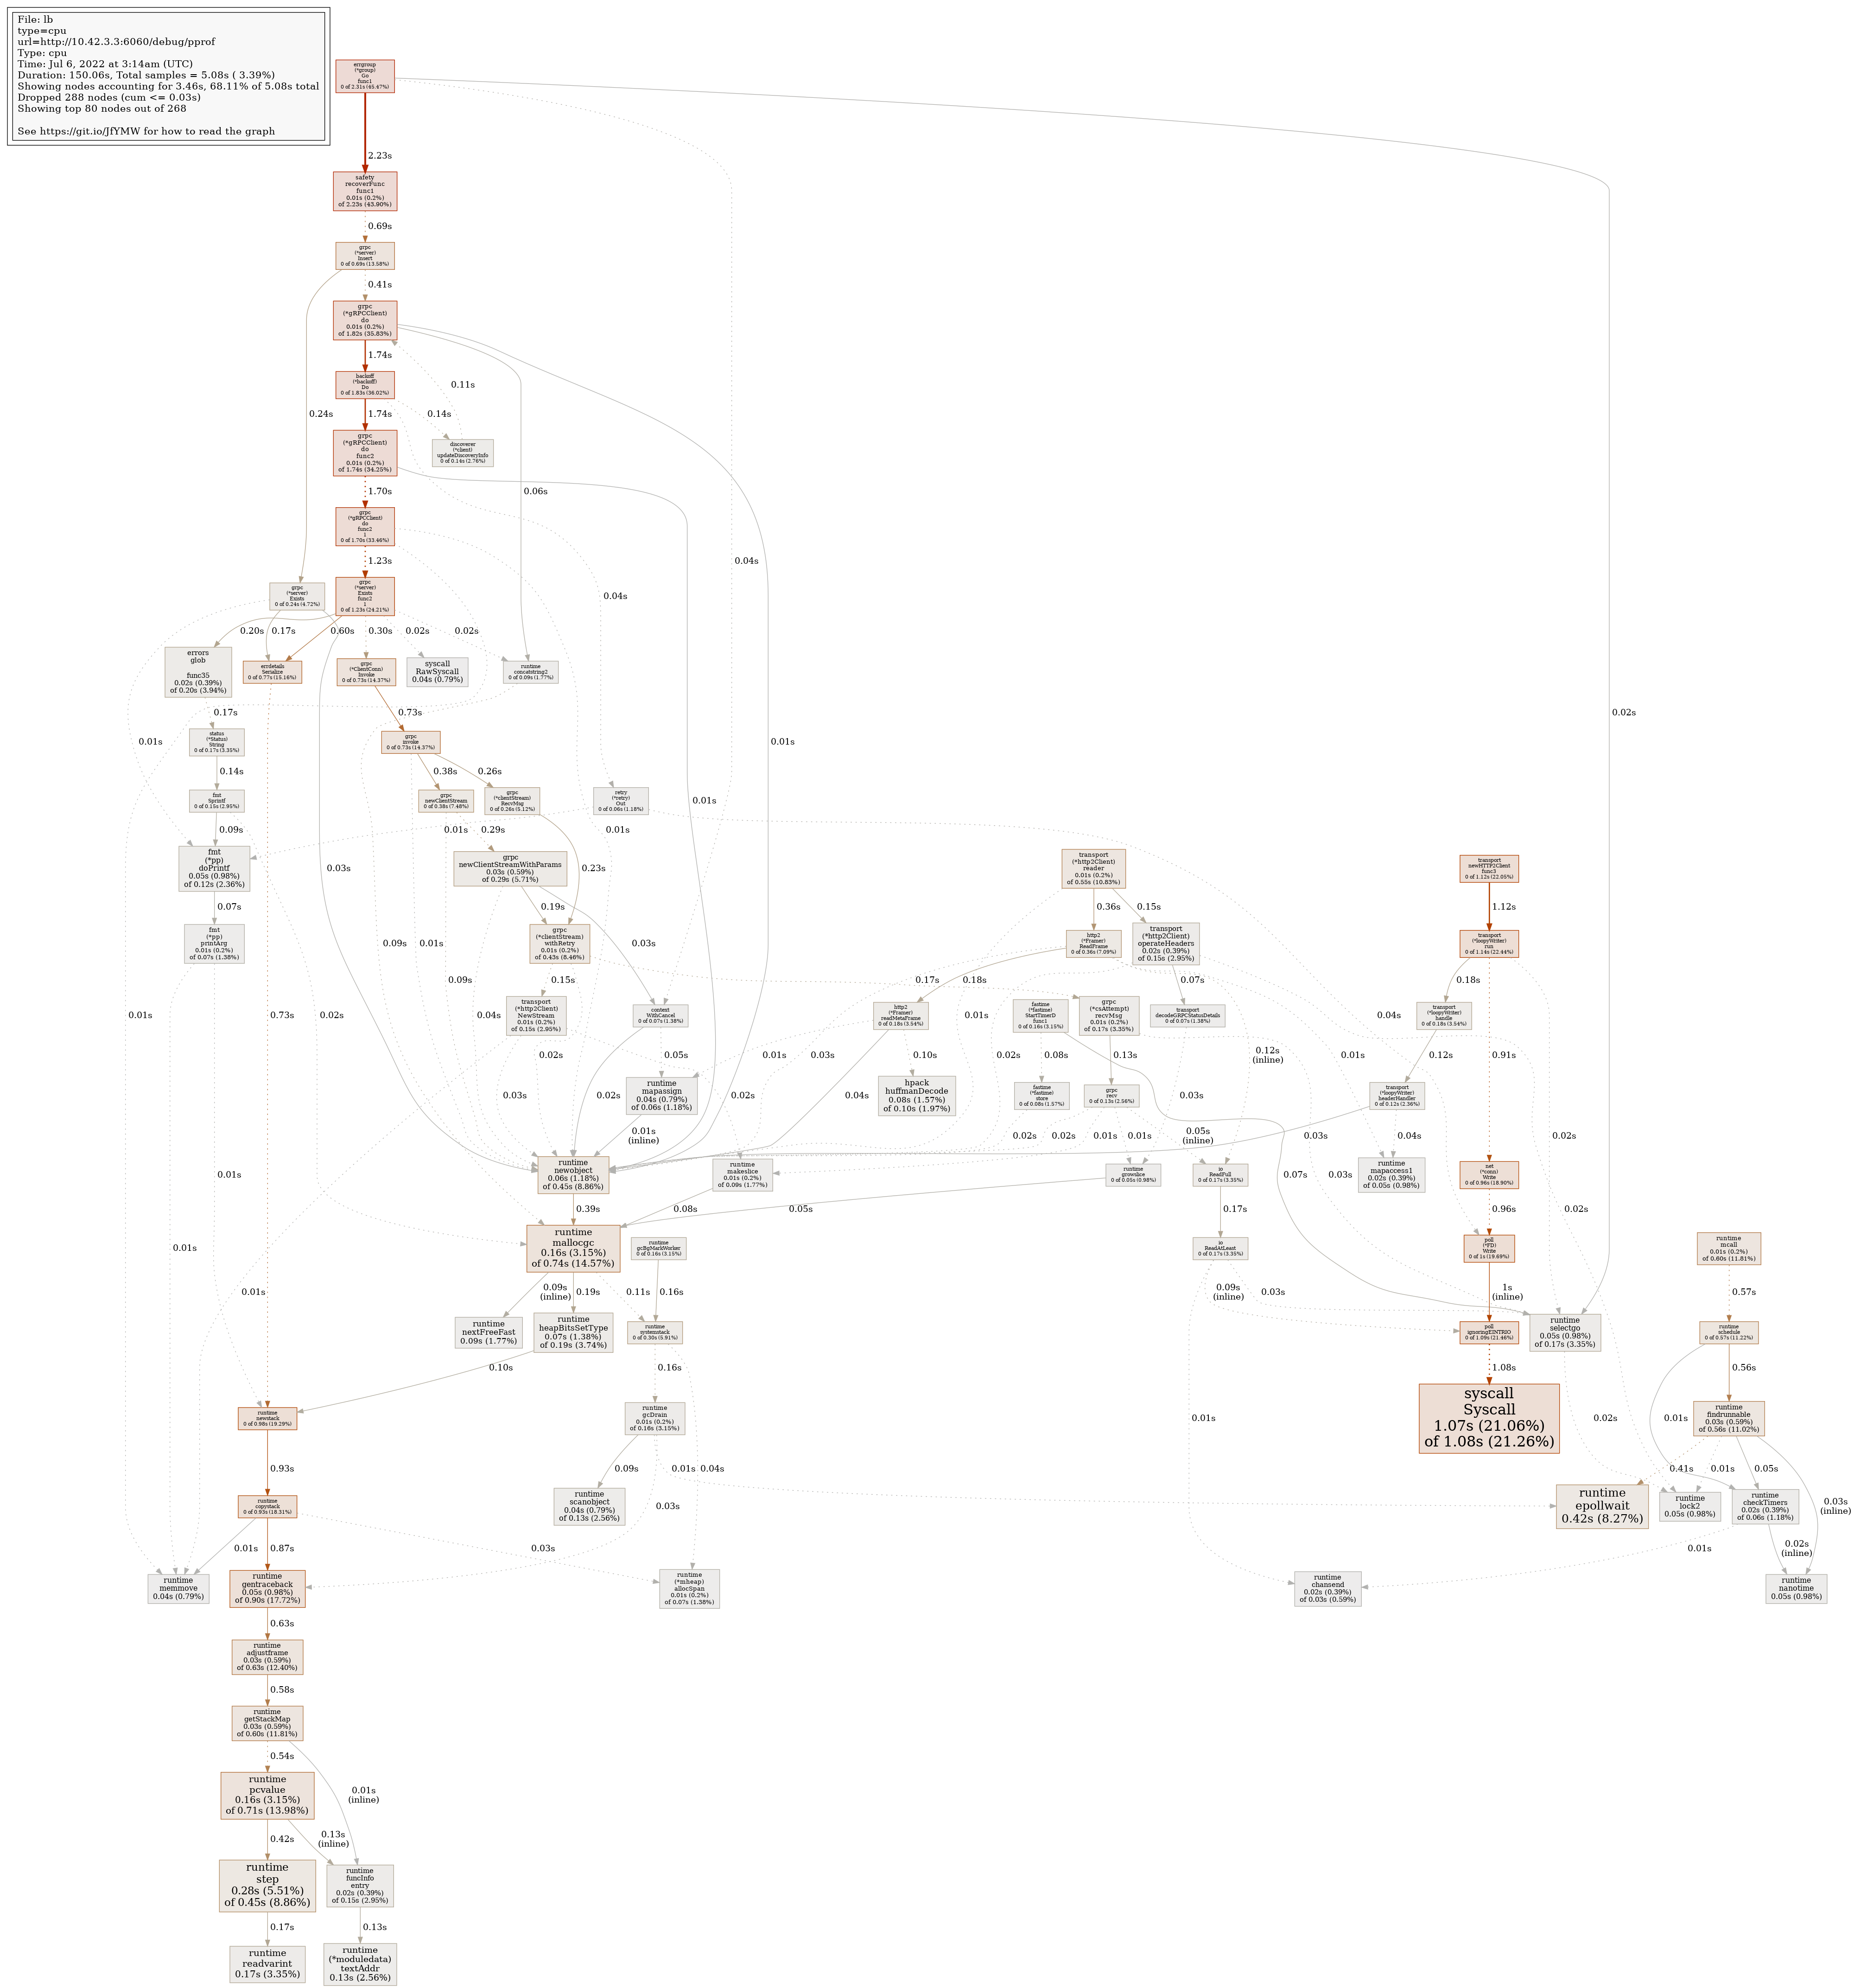 File: lb
type=cpu
url=http://10.42.3.3:6060/debug/pprof
Type: cpu
Time: Jul 6, 2022 at 3:14am (UTC)
Duration: 150.06s, Total samples = 5.08s ( 3.39%)
Showing nodes accounting for 3.46s, 68.11% of 5.08s total
Dropped 288 nodes (cum <= 0.03s)
Showing top 80 nodes out of 268
See https://git.io/JfYMW for how to read the graph
errgroup
(*group)
Go
func1
0 of 2.31s (45.47%)
2.23s
safety
recoverFunc
func1
0.01s (0.2%)
of 2.23s (43.90%)
0.69s
grpc
(*server)
Insert
0 of 0.69s (13.58%)
0.41s
grpc
(*gRPCClient)
do
0.01s (0.2%)
of 1.82s (35.83%)
1.74s
0.11s
backoff
(*backoff)
Do
0 of 1.83s (36.02%)
0.24s
1.74s
0.14s
grpc
(*gRPCClient)
do
func2
0.01s (0.2%)
of 1.74s (34.25%)
discoverer
(*client)
updateDiscoveryInfo
0 of 0.14s (2.76%)
1.70s
0.06s
grpc
(*gRPCClient)
do
func2
1
0 of 1.70s (33.46%)
1.23s
0.04s
grpc
(*server)
Exists
0 of 0.24s (4.72%)
grpc
(*server)
Exists
func2
1
0 of 1.23s (24.21%)
0.04s
0.20s
0.17s
0.60s
0.30s
0.02s
0.02s
errors
glob
.
func35
0.02s (0.39%)
of 0.20s (3.94%)
errdetails
Serialize
0 of 0.77s (15.16%)
grpc
(*ClientConn)
Invoke
0 of 0.73s (14.37%)
syscall
RawSyscall
0.04s (0.79%)
runtime
concatstring2
0 of 0.09s (1.77%)
0.17s
0.73s
0.02s
status
(*Status)
String
0 of 0.17s (3.35%)
grpc
invoke
0 of 0.73s (14.37%)
0.01s
0.01s
0.14s
0.38s
0.26s
fmt
Sprintf
0 of 0.15s (2.95%)
grpc
newClientStream
0 of 0.38s (7.48%)
grpc
(*clientStream)
RecvMsg
0 of 0.26s (5.12%)
retry
(*retry)
Out
0 of 0.06s (1.18%)
0.01s
0.09s
0.29s
0.01s
0.01s
fmt
(*pp)
doPrintf
0.05s (0.98%)
of 0.12s (2.36%)
0.03s
grpc
newClientStreamWithParams
0.03s (0.59%)
of 0.29s (5.71%)
0.23s
transport
(*http2Client)
reader
0.01s (0.2%)
of 0.55s (10.83%)
transport
newHTTP2Client
func3
0 of 1.12s (22.05%)
0.07s
0.19s
0.36s
0.15s
1.12s
fmt
(*pp)
printArg
0.01s (0.2%)
of 0.07s (1.38%)
0.09s
0.01s
grpc
(*clientStream)
withRetry
0.01s (0.2%)
of 0.43s (8.46%)
0.03s
http2
(*Framer)
ReadFrame
0 of 0.36s (7.09%)
transport
(*http2Client)
operateHeaders
0.02s (0.39%)
of 0.15s (2.95%)
transport
(*loopyWriter)
run
0 of 1.14s (22.44%)
0.09s
0.15s
0.17s
0.18s
0.07s
0.18s
0.01s
0.73s
0.02s
0.04s
transport
(*http2Client)
NewStream
0.01s (0.2%)
of 0.15s (2.95%)
context
WithCancel
0 of 0.07s (1.38%)
http2
(*Framer)
readMetaFrame
0 of 0.18s (3.54%)
0.01s
fastime
(*fastime)
StartTimerD
func1
0 of 0.16s (3.15%)
grpc
(*csAttempt)
recvMsg
0.01s (0.2%)
of 0.17s (3.35%)
transport
decodeGRPCStatusDetails
0 of 0.07s (1.38%)
transport
(*loopyWriter)
handle
0 of 0.18s (3.54%)
0.04s
0.02s
0.05s
0.01s
0.03s
0.10s
0.02s
0.08s
0.13s
0.12s
(inline)
0.01s
0.12s
0.91s
0.02s
0.03s
0.02s
runtime
mapassign
0.04s (0.79%)
of 0.06s (1.18%)
0.02s
0.04s
hpack
huffmanDecode
0.08s (1.57%)
of 0.10s (1.97%)
fastime
(*fastime)
store
0 of 0.08s (1.57%)
grpc
recv
0 of 0.13s (2.56%)
0.03s
transport
(*loopyWriter)
headerHandler
0 of 0.12s (2.36%)
0.01s
(inline)
0.02s
0.02s
0.01s
0.01s
0.05s
(inline)
0.03s
0.04s
runtime
newobject
0.06s (1.18%)
of 0.45s (8.86%)
runtime
makeslice
0.01s (0.2%)
of 0.09s (1.77%)
runtime
growslice
0 of 0.05s (0.98%)
io
ReadFull
0 of 0.17s (3.35%)
0.07s
0.03s
runtime
mapaccess1
0.02s (0.39%)
of 0.05s (0.98%)
net
(*conn)
Write
0 of 0.96s (18.90%)
0.01s
0.39s
0.08s
0.05s
0.17s
0.96s
0.02s
0.01s
runtime
mallocgc
0.16s (3.15%)
of 0.74s (14.57%)
runtime
gcBgMarkWorker
0 of 0.16s (3.15%)
io
ReadAtLeast
0 of 0.17s (3.35%)
poll
(*FD)
Write
0 of 1s (19.69%)
runtime
mcall
0.01s (0.2%)
of 0.60s (11.81%)
0.01s
0.09s
(inline)
0.19s
0.11s
0.16s
0.09s
(inline)
0.03s
1s
(inline)
0.57s
runtime
nextFreeFast
0.09s (1.77%)
runtime
heapBitsSetType
0.07s (1.38%)
of 0.19s (3.74%)
runtime
systemstack
0 of 0.30s (5.91%)
poll
ignoringEINTRIO
0 of 1.09s (21.46%)
runtime
selectgo
0.05s (0.98%)
of 0.17s (3.35%)
runtime
schedule
0 of 0.57s (11.22%)
0.10s
0.16s
1.08s
0.56s
runtime
newstack
0 of 0.98s (19.29%)
runtime
gcDrain
0.01s (0.2%)
of 0.16s (3.15%)
0.01s
syscall
Syscall
1.07s (21.06%)
of 1.08s (21.26%)
0.02s
0.01s
runtime
findrunnable
0.03s (0.59%)
of 0.56s (11.02%)
0.93s
0.09s
0.01s
0.04s
0.41s
0.01s
0.05s
runtime
copystack
0 of 0.93s (18.31%)
runtime
scanobject
0.04s (0.79%)
of 0.13s (2.56%)
0.03s
runtime
epollwait
0.42s (8.27%)
runtime
lock2
0.05s (0.98%)
runtime
checkTimers
0.02s (0.39%)
of 0.06s (1.18%)
0.03s
(inline)
0.01s
0.87s
0.03s
0.01s
0.02s
(inline)
runtime
memmove
0.04s (0.79%)
runtime
gentraceback
0.05s (0.98%)
of 0.90s (17.72%)
runtime
(*mheap)
allocSpan
0.01s (0.2%)
of 0.07s (1.38%)
runtime
chansend
0.02s (0.39%)
of 0.03s (0.59%)
runtime
nanotime
0.05s (0.98%)
0.63s
runtime
adjustframe
0.03s (0.59%)
of 0.63s (12.40%)
0.58s
runtime
getStackMap
0.03s (0.59%)
of 0.60s (11.81%)
0.54s
runtime
pcvalue
0.16s (3.15%)
of 0.71s (13.98%)
0.01s
(inline)
0.42s
0.13s
(inline)
runtime
step
0.28s (5.51%)
of 0.45s (8.86%)
runtime
funcInfo
entry
0.02s (0.39%)
of 0.15s (2.95%)
0.17s
0.13s
runtime
readvarint
0.17s (3.35%)
runtime
(*moduledata)
textAddr
0.13s (2.56%)